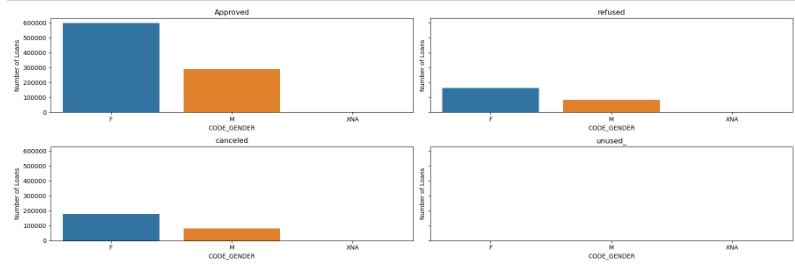 Approved
600000
500000
400000
300000
200000
100000
0
Number of Loans
F M XNA
CODE_GENDER
refused
Number of Loans
F M XNA
CODE_GENDER
canceled
600000
500000
400000
300000
200000
100000
0
Number of Loans
F M XNA
CODE_GENDER
unused_
Number of Loans
F M XNA
CODE_GENDER